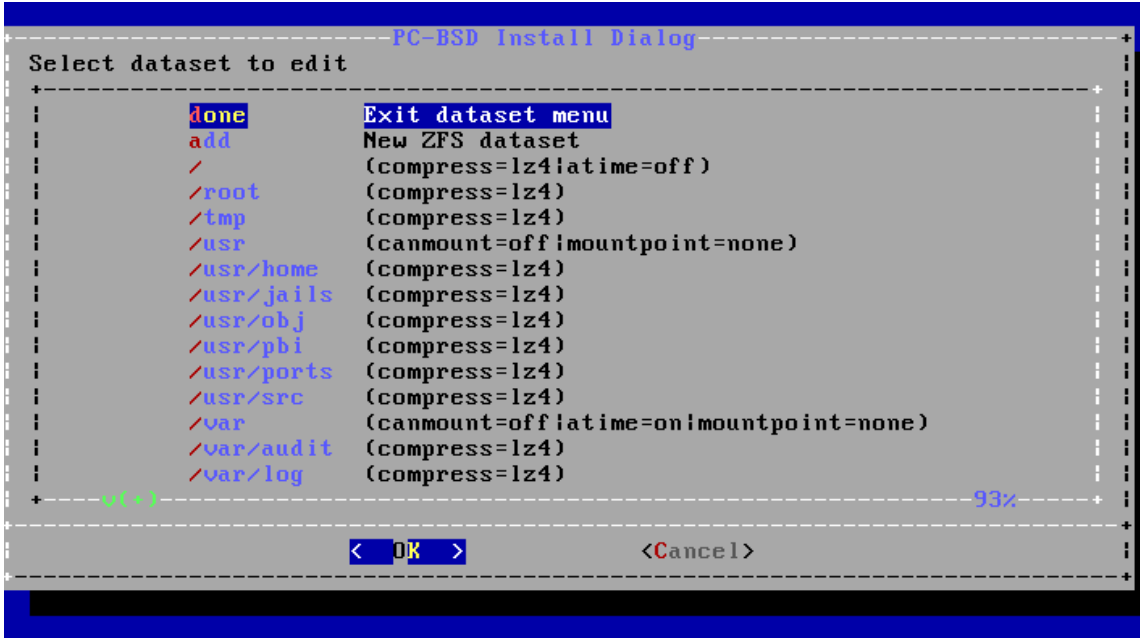 PC-BSD Install Dialog
Select dataset to edit
done Exit dataset menu
add New ZFS dataset
/ (compress=lz4|atime=off)
/root (compress=lz4)
/tmp (compress=lz4)
/usr (canmount=off|mountpoint=none)
/usr/home (compress=lz4)
/usr/jails (compress=lz4)
/usr/obj (compress=lz4)
/usr/pbi (compress=lz4)
/usr/ports (compress=lz4)
/usr/src (compress=lz4)
/var (canmount=off|atime=on|mountpoint=none)
/var/audit (compress=lz4)
/var/log (compress=lz4)
v(+) 93%
< OK > <Cancel>